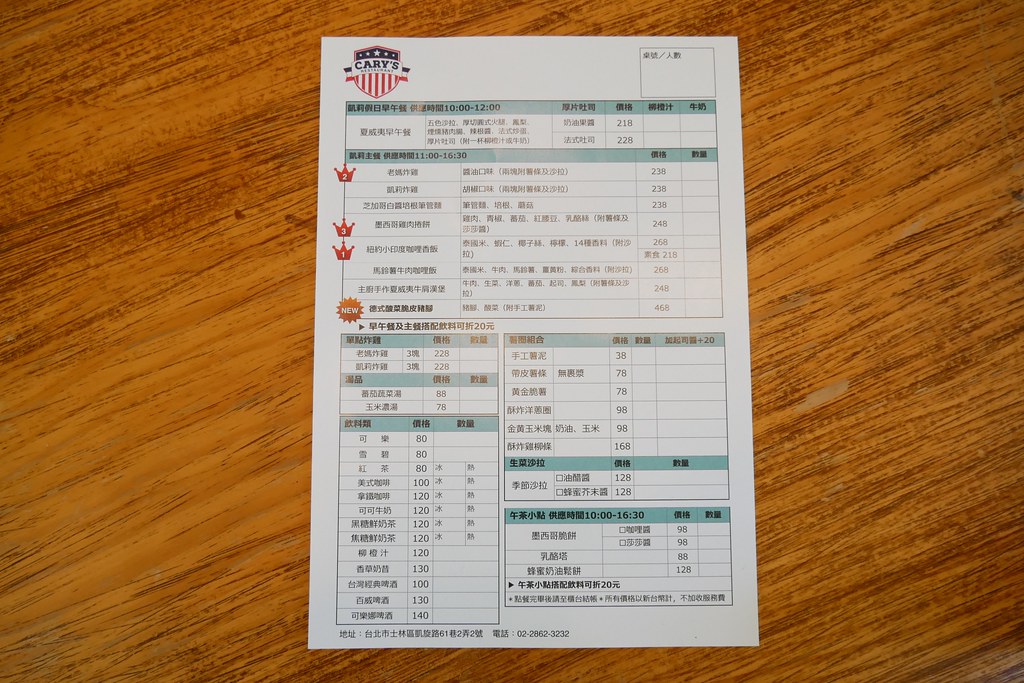 CARY'S
RESTAURANT
桌號／人數
凱莉假日早午餐 供應時間10:00-12:00 厚片吐司 價格 柳橙汁 牛奶
夏威夷早午餐
五色沙拉、厚切圓式火腿、鳳梨、
煙燻豬肉腸、辣根醬、法式炒蛋、
厚片吐司（附一杯柳橙汁或牛奶）
奶油果醬 218
法式吐司 228
凱莉主餐 供應時間11:00-16:30 價格 數量
2 老媽炸雞 醬油口味（兩塊附薯條及沙拉） 238
凱莉炸雞 胡椒口味（兩塊附薯條及沙拉） 238
芝加哥白醬培根筆管麵 筆管麵、培根、蘑菇 238
3 墨西哥雞肉捲餅 雞肉、青椒、蕃茄、紅腰豆、乳酪絲（附薯條及
莎莎醬） 248
1 紐約小印度咖哩香飯 泰國米、蝦仁、椰子絲、檸檬、14種香料（附沙
拉） 268
素食 218
馬鈴薯牛肉咖哩飯 泰國米、牛肉、馬鈴薯、薑黃粉、綜合香料（附沙拉） 268
主廚手作夏威夷牛肩漢堡 牛肉、生菜、洋蔥、蕃茄、起司、鳳梨（附薯條及沙
拉） 248
NEW 德式酸菜脆皮豬腳 豬腳、酸菜（附手工薯泥） 468
▶ 早午餐及主餐搭配飲料可折20元
單點炸雞 價格 數量
老媽炸雞 3塊 228
凱莉炸雞 3塊 228
湯品 價格 數量
蕃茄蔬菜湯 88
玉米濃湯 78
飲料類 價格 數量
可 樂 80
雪 碧 80
紅 茶 80 冰 熱
美式咖啡 100 冰 熱
拿鐵咖啡 120 冰 熱
可可牛奶 120 冰 熱
黑糖鮮奶茶 120 冰 熱
焦糖鮮奶茶 120 冰 熱
柳 橙 汁 120
香草奶昔 130
台灣經典啤酒 100
百威啤酒 130
可樂娜啤酒 140
薯間組合 價格 數量 加起司醬+20
手工薯泥 38
帶皮薯條 無裹漿 78
黃金脆薯 78
酥炸洋蔥圈 98
金黃玉米塊 奶油、玉米 98
酥炸雞柳條 168
生菜沙拉 價格 數量
季節沙拉
□油醋醬 128
□蜂蜜芥末醬 128
午茶小點 供應時間10:00-16:30 價格 數量
墨西哥脆餅
□咖哩醬 98
□莎莎醬 98
乳酪塔 88
蜂蜜奶油鬆餅 128
▶ 午茶小點搭配飲料可折20元
＊點餐完畢後請至櫃台結帳＊所有價格以新台幣計，不加收服務費
地址：台北市士林區凱旋路61巷2弄2號 電話：02-2862-3232